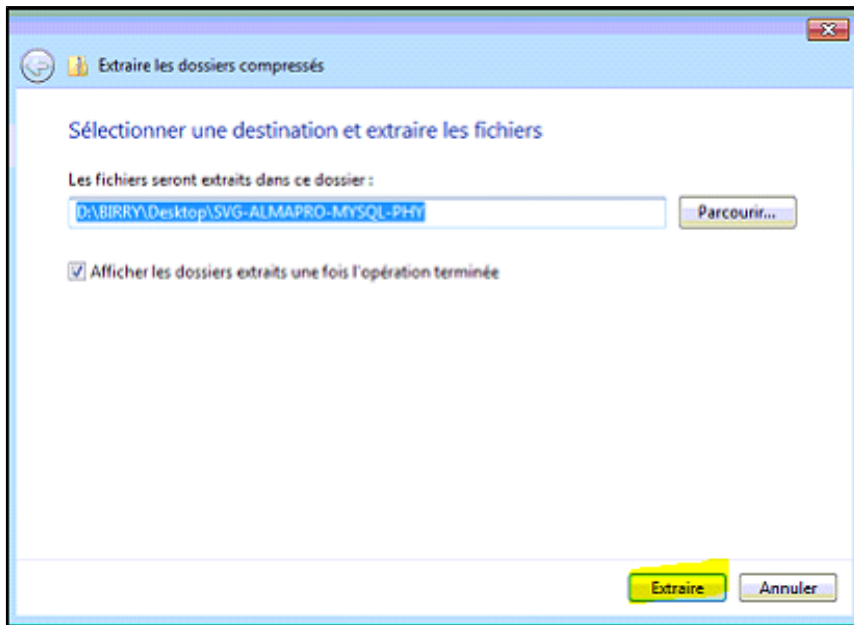 Extraire les dossiers compressés
Sélectionner une destination et extraire les fichiers
Les fichiers seront extraits dans ce dossier :
D:\BIRRY\Desktop\SVG-ALMAPRO-MYSQL-PHY
Parcourir...
Afficher les dossiers extraits une fois l'opération terminée
Extraire
Annuler